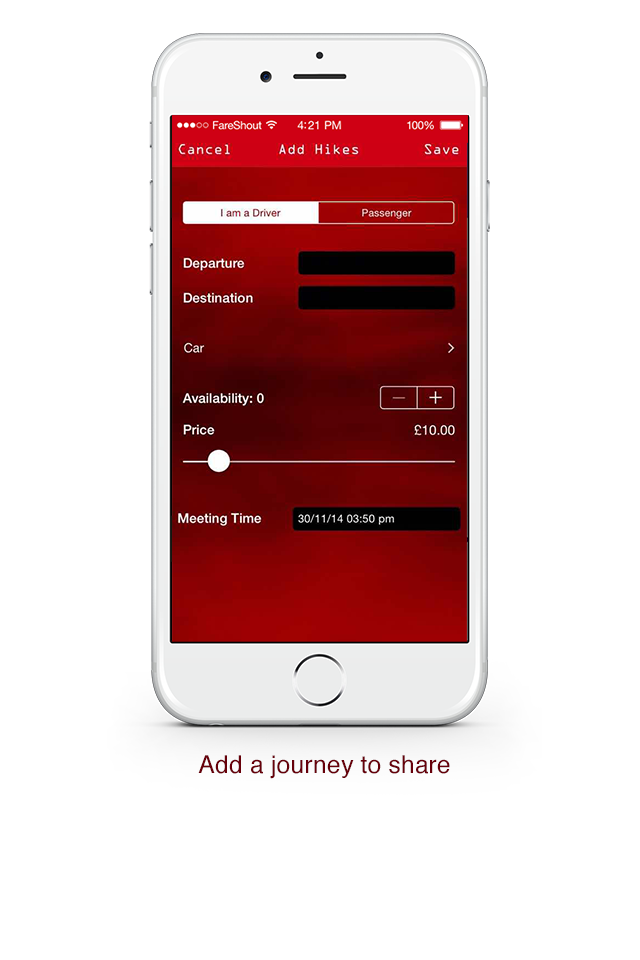 FareShout 4:21 PM 100%
Cancel Add Hikes Save
I am a Driver Passenger
Departure
Destination
Car
Availability: 0
Price £10.00
Meeting Time 30/11/14 03:50 pm
Add a journey to share